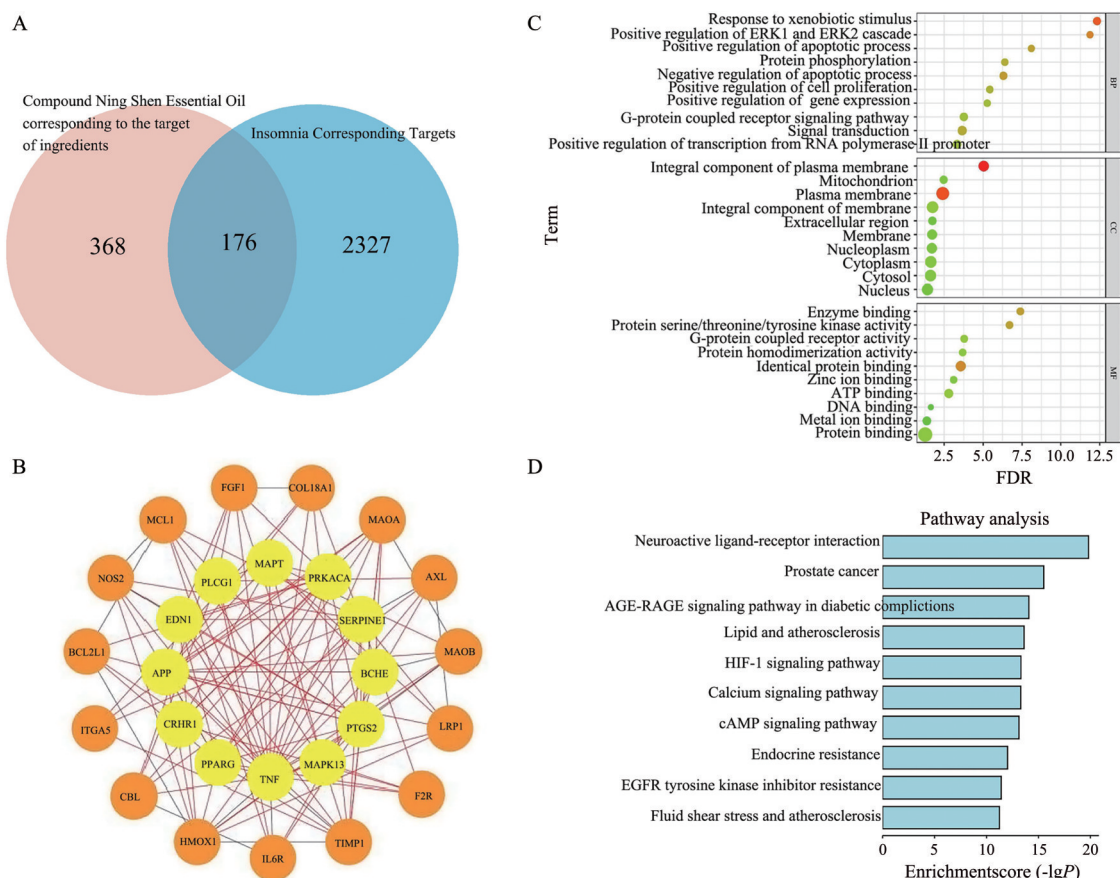 A
Compound Ning Shen Essential Oil
corresponding to the target
of ingredients
Insomnia Corresponding Targets
368
176
2327
B
FGF1
COL18A1
MCL1
MAOA
NOS2
AXL
BCL2L1
MAOB
ITGA5
LRP1
CBL
F2R
HMOX1
TIMP1
IL6R
MAPT
PLCG1
PRKACA
EDN1
SERPINE1
APP
BCHE
CRHR1
PTGS2
PPARG
MAPK13
TNF
C
Term
Response to xenobiotic stimulus
Positive regulation of ERK1 and ERK2 cascade
Positive regulation of apoptotic process
Protein phosphorylation
Negative regulation of apoptotic process
Positive regulation of cell proliferation
Positive regulation of gene expression
G-protein coupled receptor signaling pathway
Signal transduction
Positive regulation of transcription from RNA polymerase II promoter
BP
Integral component of plasma membrane
Mitochondrion
Plasma membrane
Integral component of membrane
Extracellular region
Membrane
Nucleoplasm
Cytoplasm
Cytosol
Nucleus
CC
Enzyme binding
Protein serine/threonine/tyrosine kinase activity
G-protein coupled receptor activity
Protein homodimerization activity
Identical protein binding
Zinc ion binding
ATP binding
DNA binding
Metal ion binding
Protein binding
MF
2.5 5.0 7.5 10.0 12.5
FDR
D
Pathway analysis
Neuroactive ligand-receptor interaction
Prostate cancer
AGE-RAGE signaling pathway in diabetic complictions
Lipid and atherosclerosis
HIF-1 signaling pathway
Calcium signaling pathway
cAMP signaling pathway
Endocrine resistance
EGFR tyrosine kinase inhibitor resistance
Fluid shear stress and atherosclerosis
0 5 10 15 20
Enrichmentscore (-lgP)